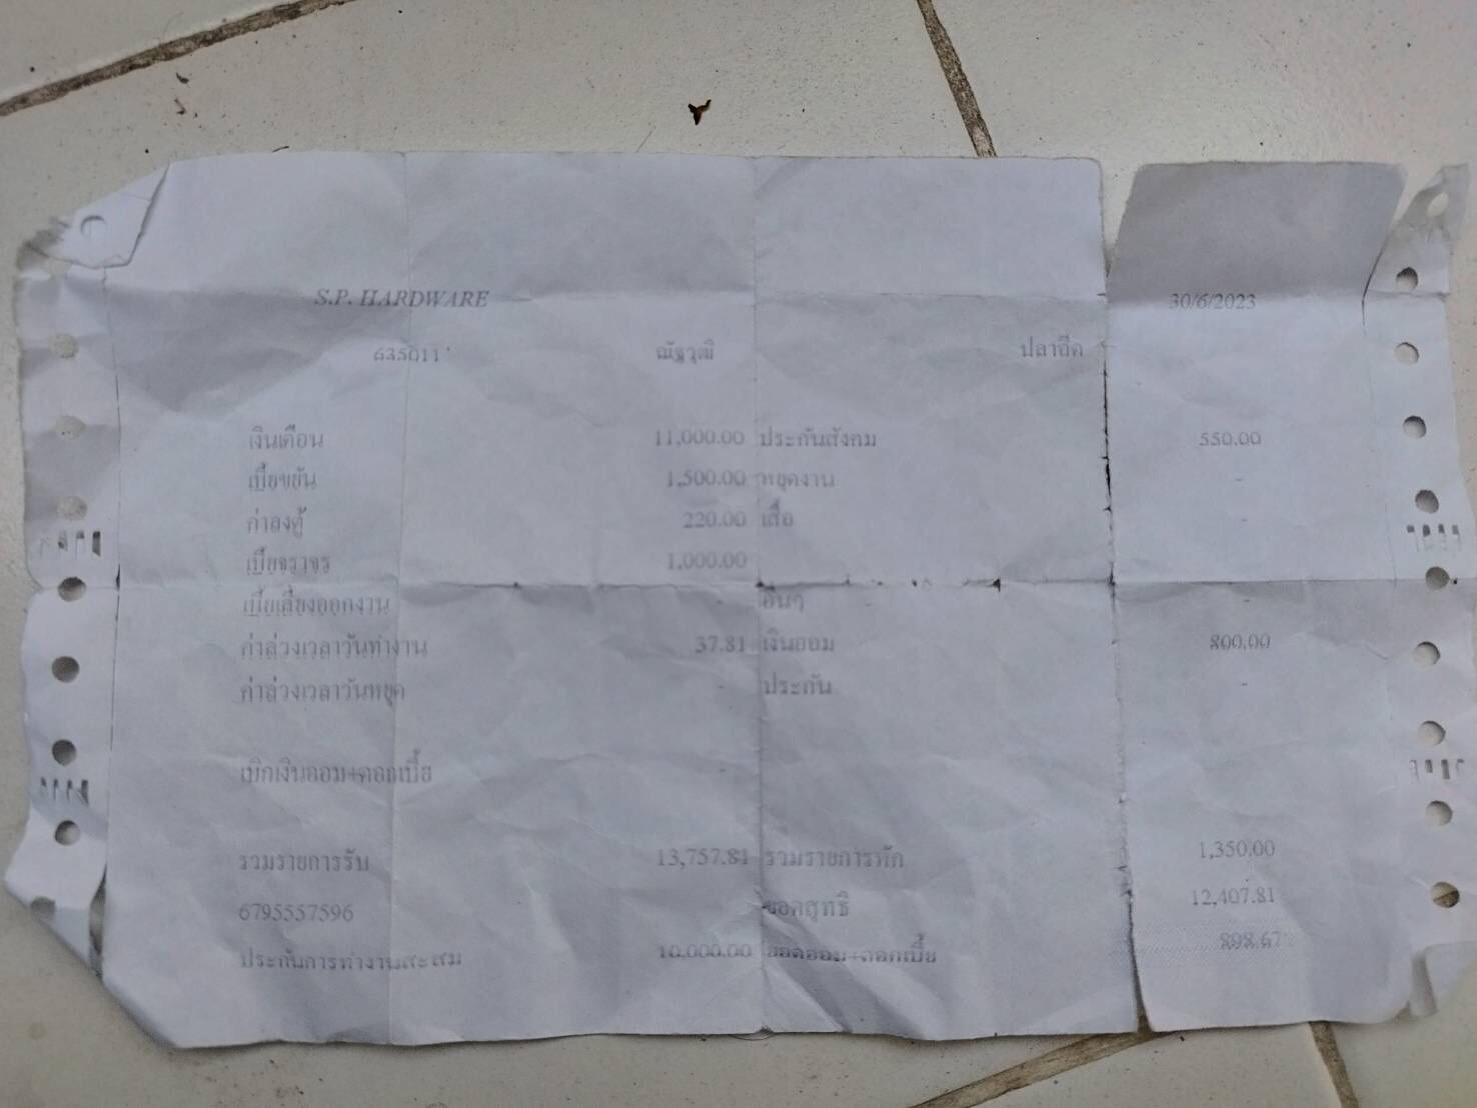 S.P. HARDWARE 30/6/2023
635011 ณัฐวุฒิ ปลาถึด
เงินเดือน 11,000.00 ประกันสังคม 550.00
เบี้ยขยัน 1,500.00 หยุดงาน -
ค่าลงตู้ 220.00 เสื้อ -
เบี้ยจราจร 1,000.00
เบี้ยเลี้ยงออกงาน อื่นๆ
ค่าล่วงเวลาวันทำงาน 37.81 เงินออม 800.00
ค่าล่วงเวลาวันหยุด - ประกัน -
เบิกเงินออม+ดอกเบี้ย
รวมรายการรับ 13,757.81 รวมรายการหัก 1,350.00
6795557596 ยอดสุทธิ 12,407.81
ประกันการทำงานสะสม 10,000.00 ยอดออม+ดอกเบี้ย 898.67